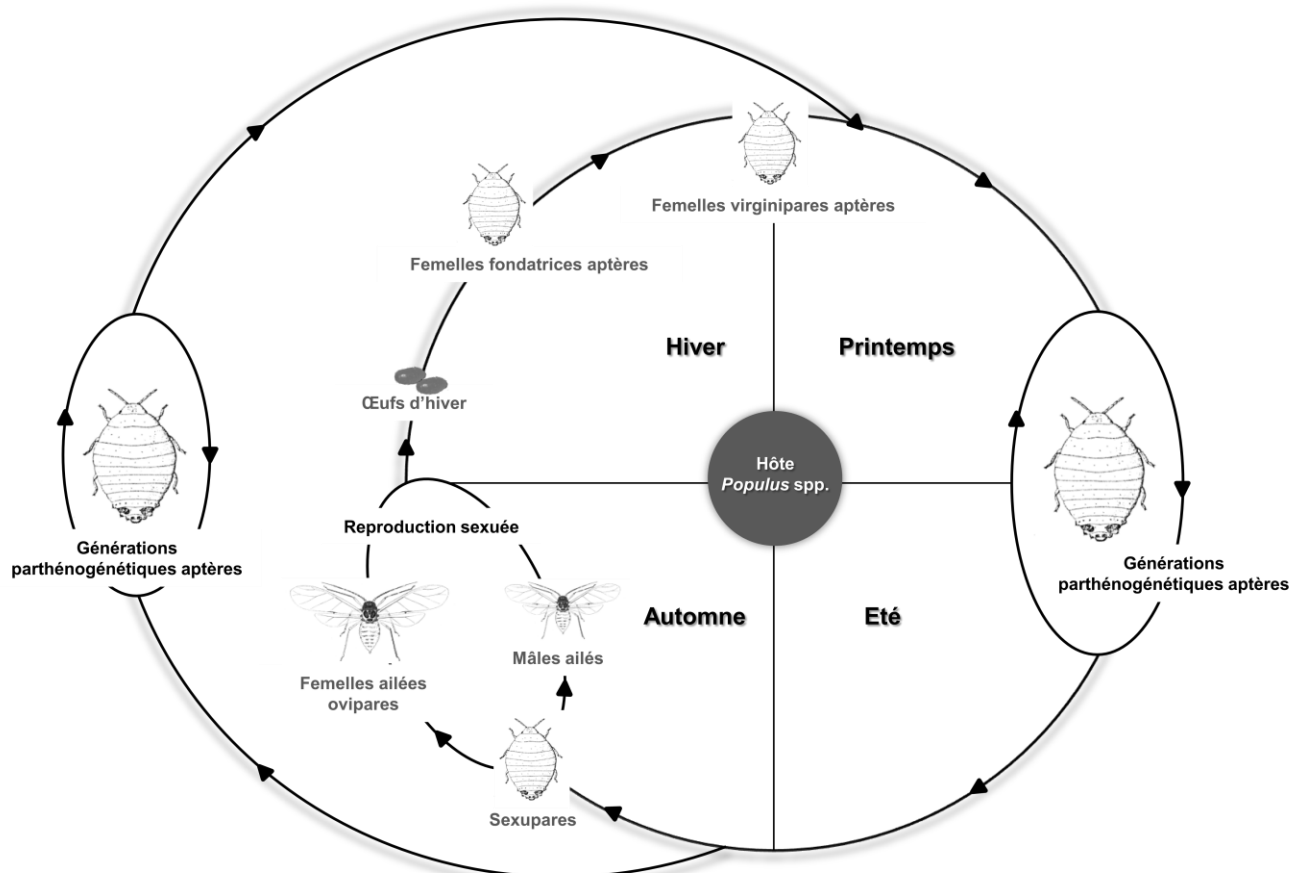 Femelles virginipares aptères
Femelles fondatrices aptères
Hiver
Printemps
Œufs d'hiver
Hôte
Populus spp.
Reproduction sexuée
Générations
parthénogénétiques aptères
Générations
parthénogénétiques aptères
Automne
Eté
Mâles ailés
Femelles ailées
ovipares
Sexupares